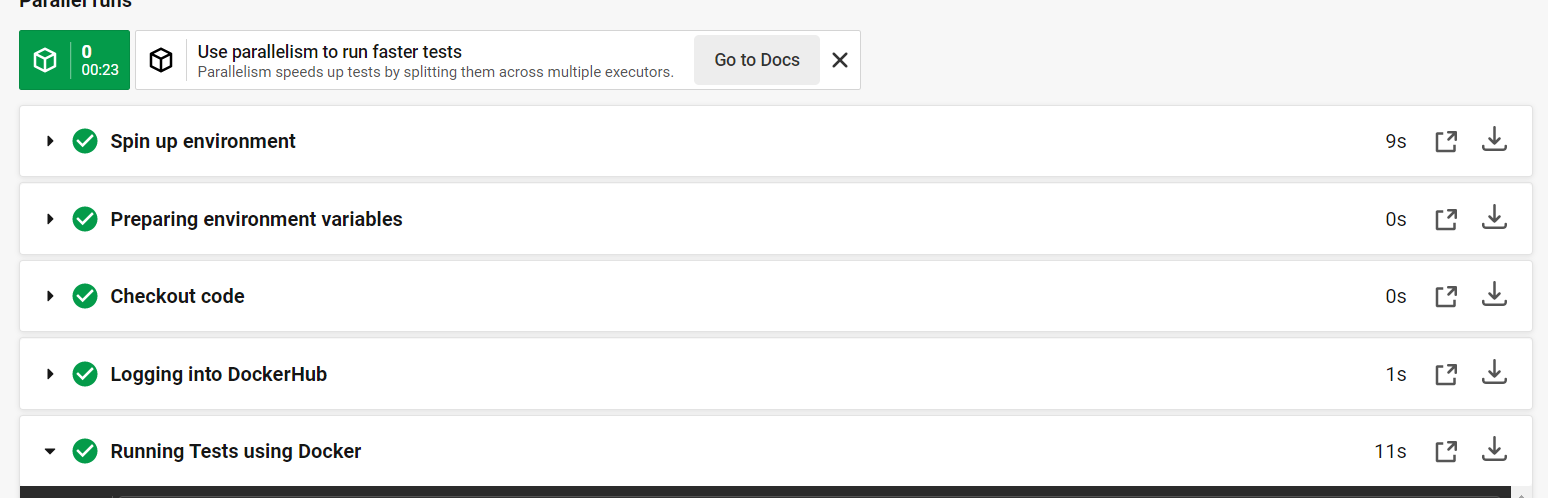 Parallel runs
0
00:23
Use parallelism to run faster tests
Parallelism speeds up tests by splitting them across multiple executors.
Go to Docs
Spin up environment
9s
Preparing environment variables
0s
Checkout code
0s
Logging into DockerHub
1s
Running Tests using Docker
11s